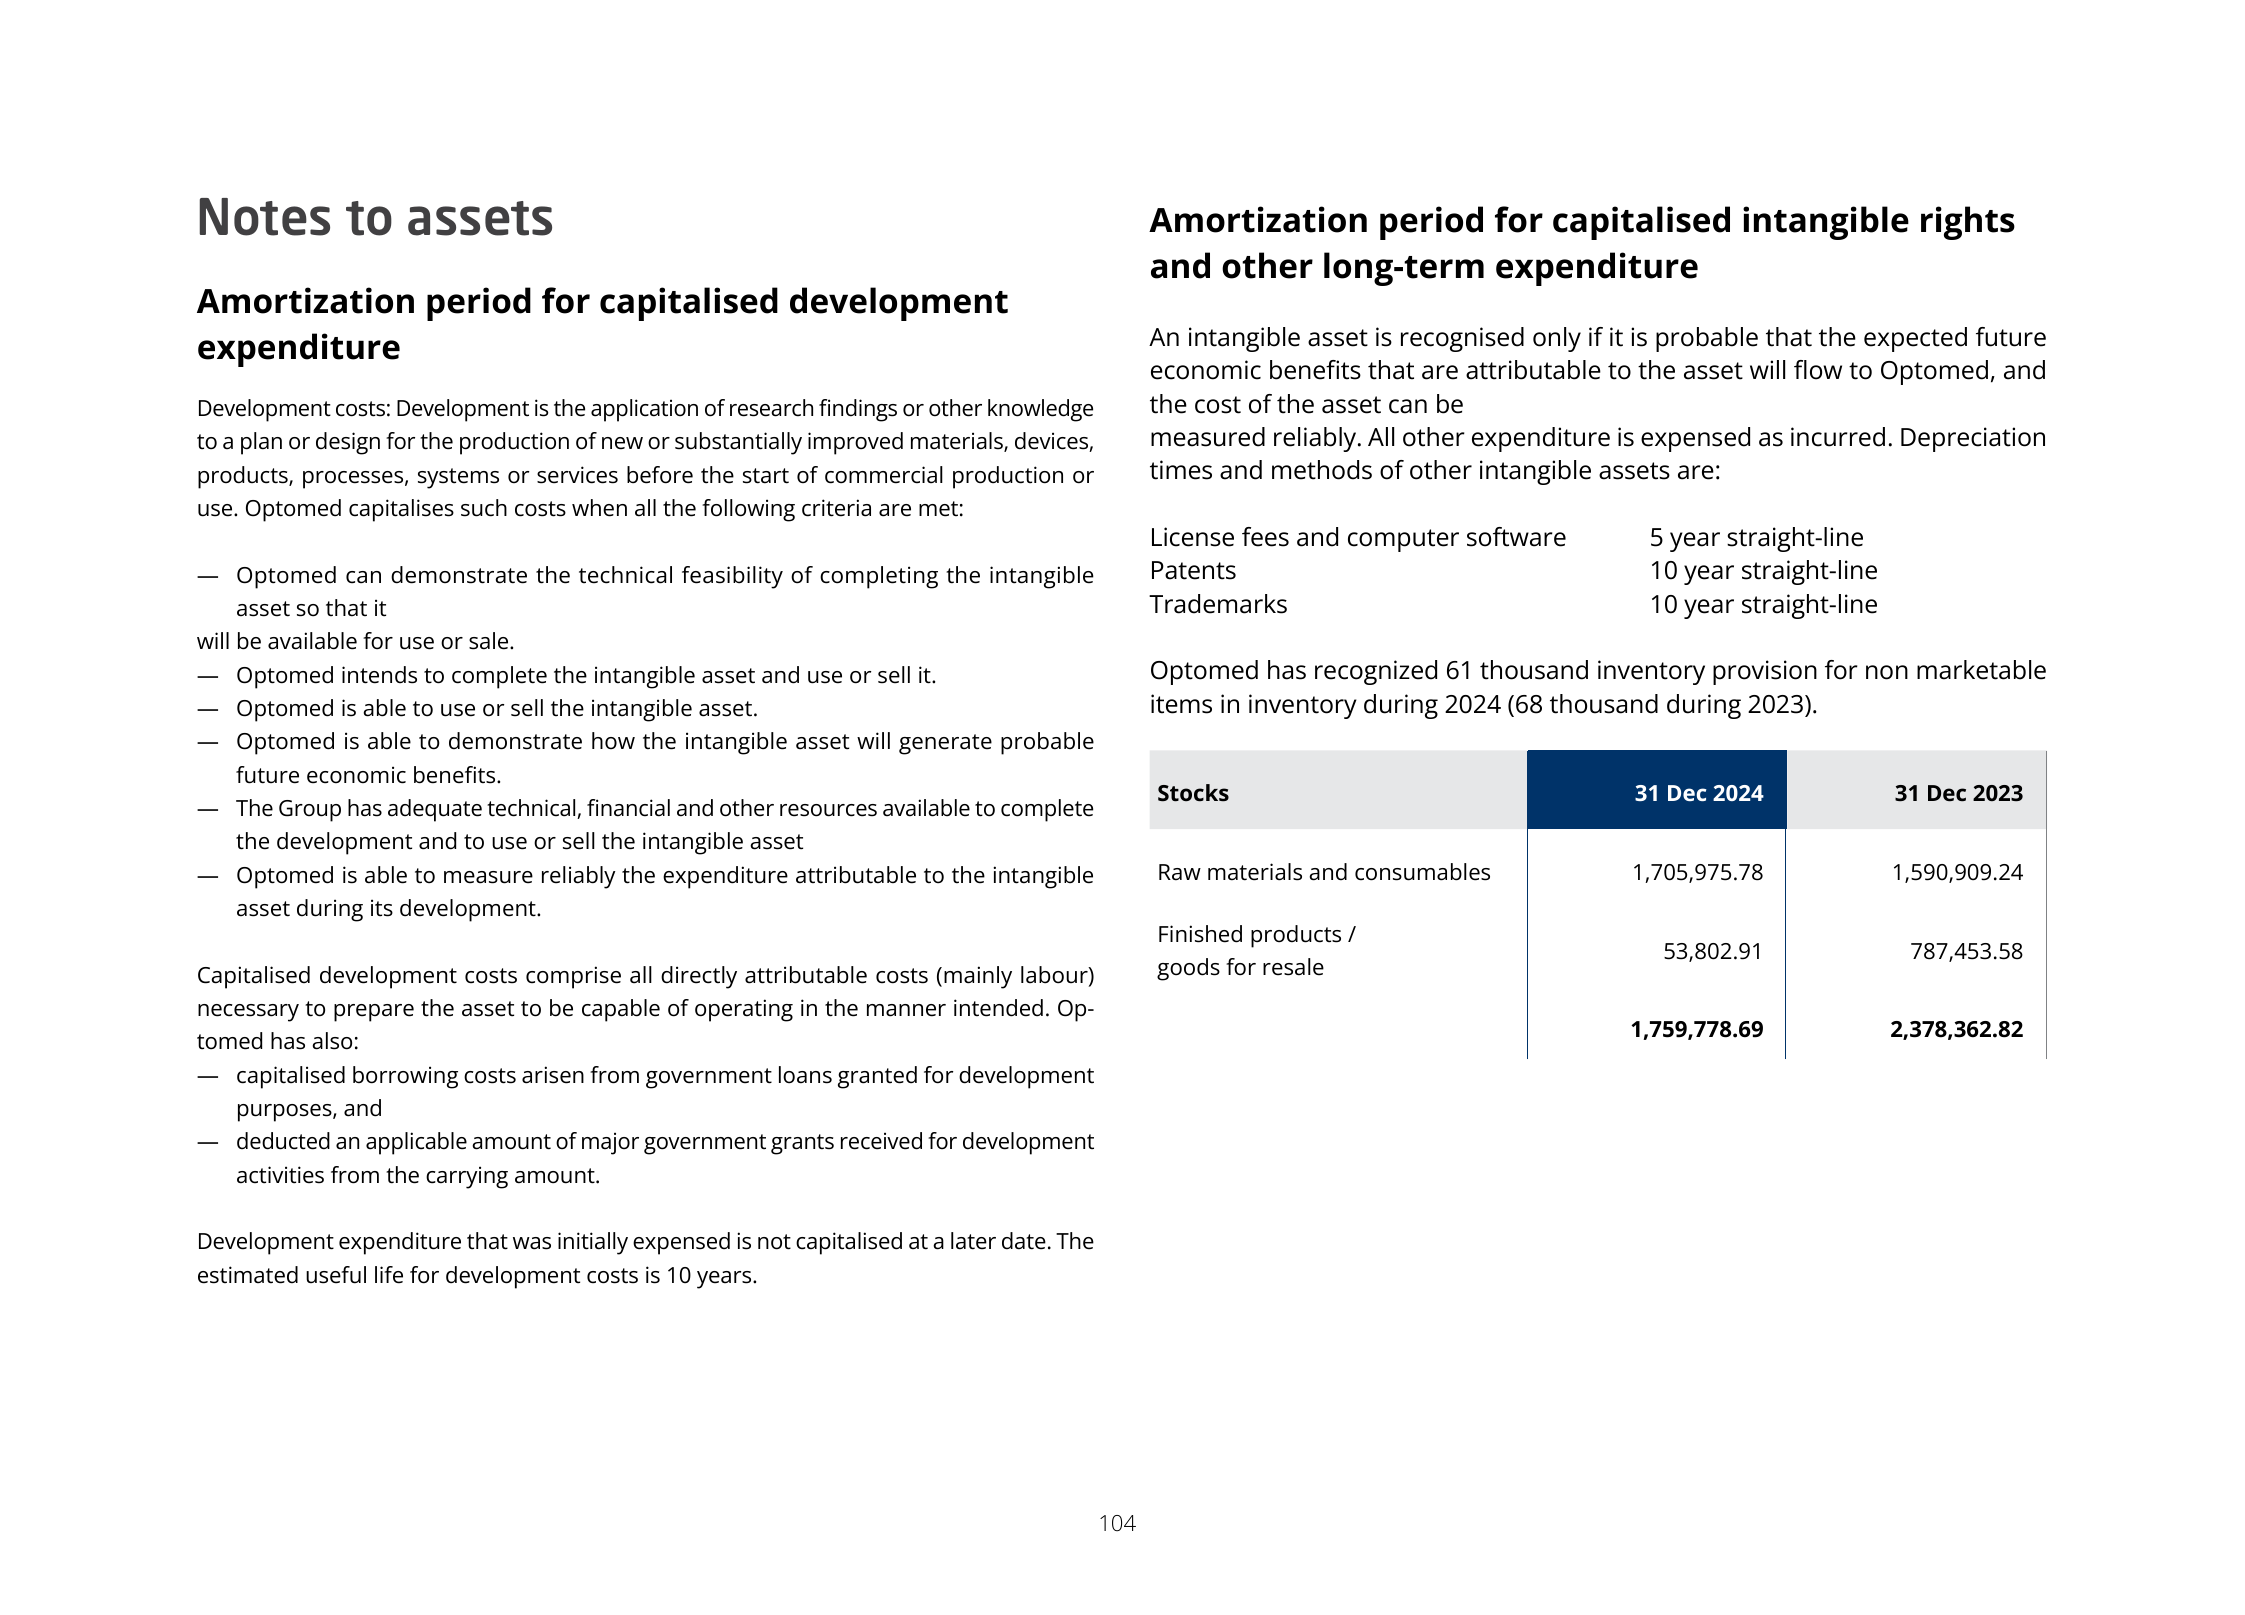 Notes to assets
Amortization period for capitalised development
expenditure
Development costs: Development is the application of research findings or other knowledge
to a plan or design for the production of new or substantially improved materials, devices,
products, processes, systems or services before the start of commercial production or
use. Optomed capitalises such costs when all the following criteria are met:
— Optomed can demonstrate the technical feasibility of completing the intangible
asset so that it
will be available for use or sale.
— Optomed intends to complete the intangible asset and use or sell it.
— Optomed is able to use or sell the intangible asset.
— Optomed is able to demonstrate how the intangible asset will generate probable
future economic benefits.
— The Group has adequate technical, financial and other resources available to complete
the development and to use or sell the intangible asset
— Optomed is able to measure reliably the expenditure attributable to the intangible
asset during its development.
Capitalised development costs comprise all directly attributable costs (mainly labour)
necessary to prepare the asset to be capable of operating in the manner intended. Op-
tomed has also:
— capitalised borrowing costs arisen from government loans granted for development
purposes, and
— deducted an applicable amount of major government grants received for development
activities from the carrying amount.
Development expenditure that was initially expensed is not capitalised at a later date. The
estimated useful life for development costs is 10 years.
Amortization period for capitalised intangible rights
and other long-term expenditure
An intangible asset is recognised only if it is probable that the expected future
economic benefits that are attributable to the asset will flow to Optomed, and
the cost of the asset can be
measured reliably. All other expenditure is expensed as incurred. Depreciation
times and methods of other intangible assets are:
License fees and computer software 5 year straight-line
Patents 10 year straight-line
Trademarks 10 year straight-line
Optomed has recognized 61 thousand inventory provision for non marketable
items in inventory during 2024 (68 thousand during 2023).
Stocks 31 Dec 2024 31 Dec 2023
Raw materials and consumables 1,705,975.78 1,590,909.24
Finished products /
goods for resale 53,802.91 787,453.58
1,759,778.69 2,378,362.82
104